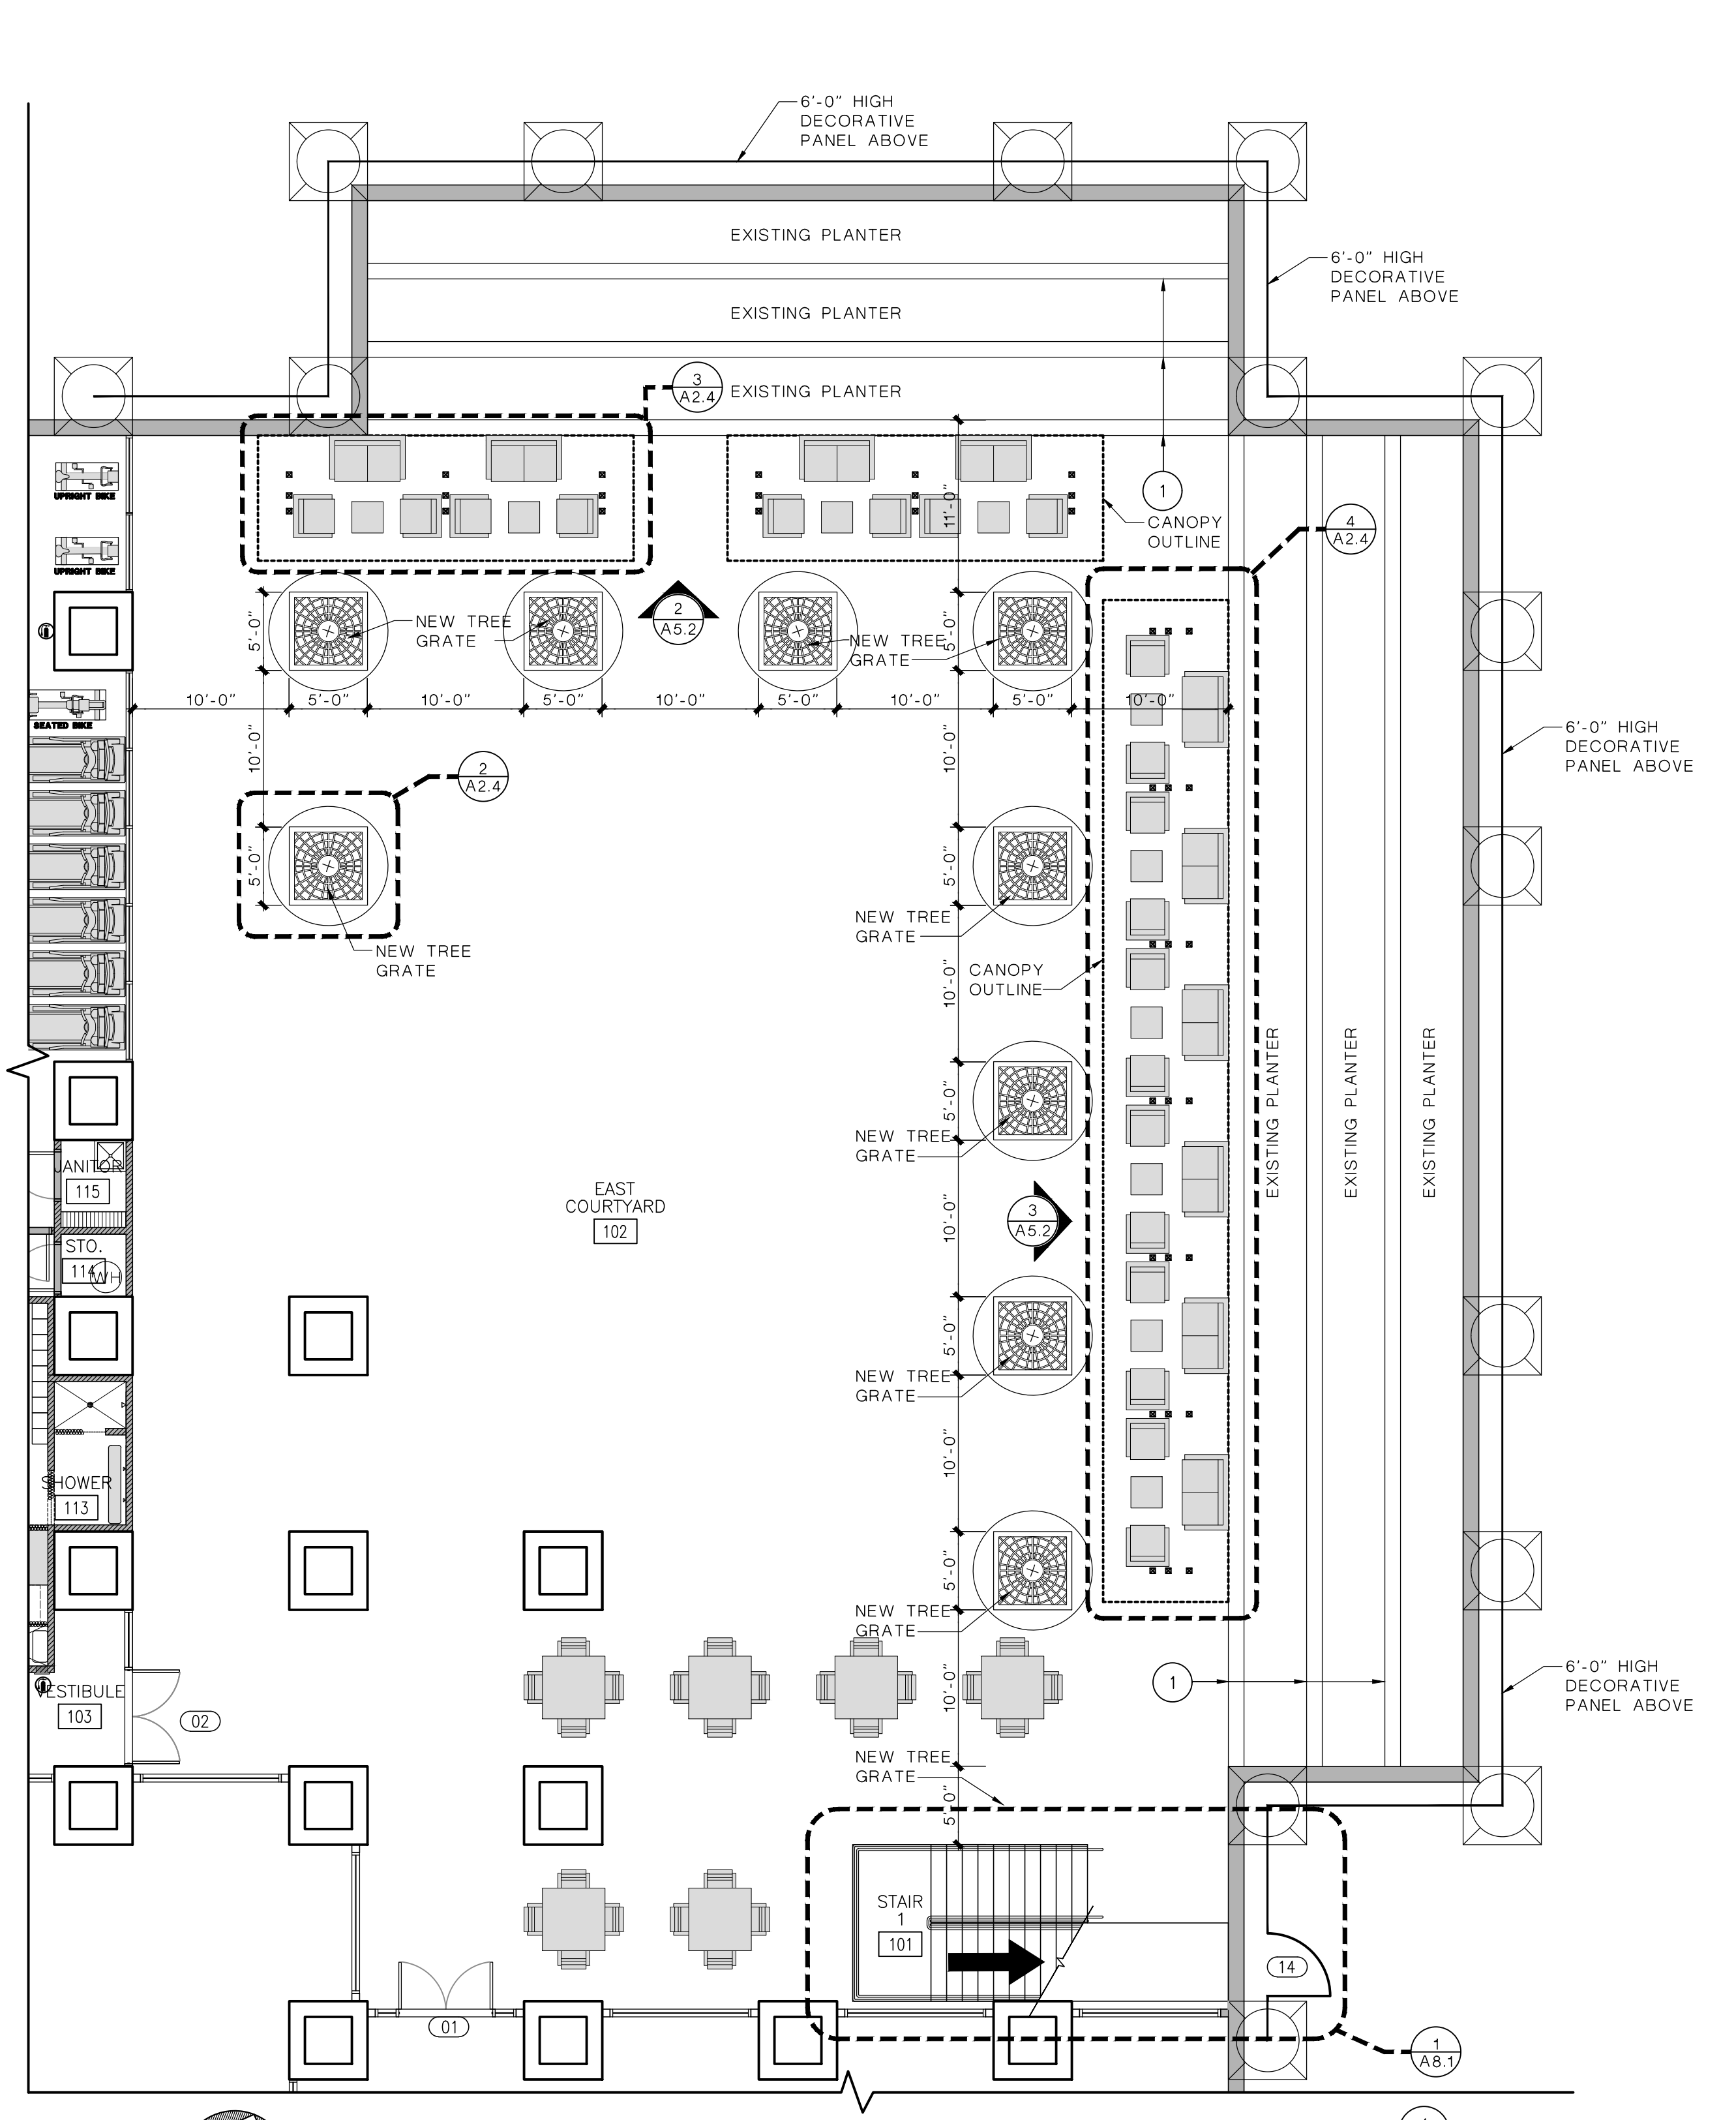 6'-0" HIGH
DECORATIVE
PANEL ABOVE
EXISTING PLANTER
6'-0" HIGH
DECORATIVE
PANEL ABOVE
EXISTING PLANTER
3
A2.4
EXISTING PLANTER
UPRIGHT BIKE
1
11'-0"
CANOPY
OUTLINE
4
A2.4
UPRIGHT BIKE
5'-0"
NEW TREE
GRATE
2
A5.2
NEW TREE
GRATE
5'-0"
10'-0"
5'-0"
10'-0"
5'-0"
10'-0"
5'-0"
10'-0"
5'-0"
10'-0"
SEATED BIKE
6'-0" HIGH
DECORATIVE
PANEL ABOVE
10'-0"
2
A2.4
10'-0"
5'-0"
5'-0"
NEW TREE
GRATE
NEW TREE
GRATE
10'-0"
CANOPY
OUTLINE
5'-0"
EXISTING PLANTER
EXISTING PLANTER
EXISTING PLANTER
NEW TREE
GRATE
JANITOR
115
EAST
COURTYARD
102
10'-0"
3
A5.2
STO.
114
WH
5'-0"
NEW TREE
GRATE
10'-0"
SHOWER
113
5'-0"
NEW TREE
GRATE
10'-0"
6'-0" HIGH
DECORATIVE
PANEL ABOVE
VESTIBULE
103
02
1
NEW TREE
GRATE
5'-0"
STAIR
1
101
14
01
1
A8.1